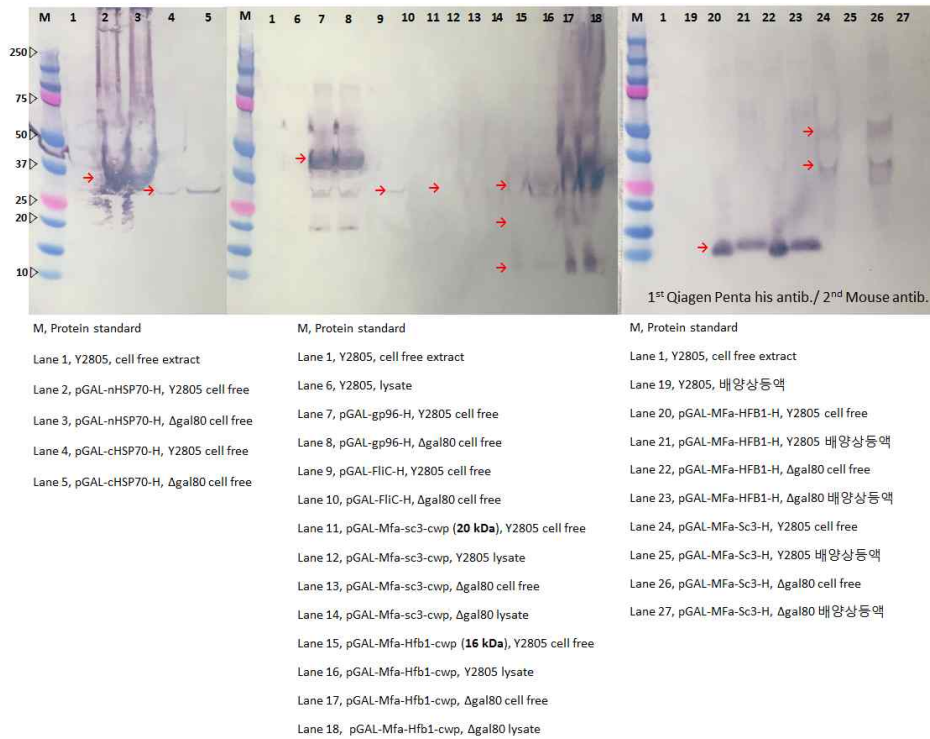 M 1 2 3 4 5 M 1 6 7 8 9 10 11 12 13 14 15 16 17 18 M 1 19 20 21 22 23 24 25 26 27
250
75
50
37
25
20
10
1st Qiagen Penta his antib./ 2nd Mouse antib.
M, Protein standard
Lane 1, Y2805, cell free extract
Lane 2, pGAL-nHSP70-H, Y2805 cell free
Lane 3, pGAL-nHSP70-H, Δgal80 cell free
Lane 4, pGAL-cHSP70-H, Y2805 cell free
Lane 5, pGAL-cHSP70-H, Δgal80 cell free
M, Protein standard
Lane 1, Y2805, cell free extract
Lane 6, Y2805, lysate
Lane 7, pGAL-gp96-H, Y2805 cell free
Lane 8, pGAL-gp96-H, Δgal80 cell free
Lane 9, pGAL-FliC-H, Y2805 cell free
Lane 10, pGAL-FliC-H, Δgal80 cell free
Lane 11, pGAL-Mfa-sc3-cwp (20 kDa), Y2805 cell free
Lane 12, pGAL-Mfa-sc3-cwp, Y2805 lysate
Lane 13, pGAL-Mfa-sc3-cwp, Δgal80 cell free
Lane 14, pGAL-Mfa-sc3-cwp, Δgal80 lysate
Lane 15, pGAL-Mfa-Hfb1-cwp (16 kDa), Y2805 cell free
Lane 16, pGAL-Mfa-Hfb1-cwp, Y2805 lysate
Lane 17, pGAL-Mfa-Hfb1-cwp, Δgal80 cell free
Lane 18, pGAL-Mfa-Hfb1-cwp, Δgal80 lysate
M, Protein standard
Lane 1, Y2805, cell free extract
Lane 19, Y2805, 배양상등액
Lane 20, pGAL-MFa-HFB1-H, Y2805 cell free
Lane 21, pGAL-MFa-HFB1-H, Y2805 배양상등액
Lane 22, pGAL-MFa-HFB1-H, Δgal80 cell free
Lane 23, pGAL-MFa-HFB1-H, Δgal80 배양상등액
Lane 24, pGAL-MFa-Sc3-H, Y2805 cell free
Lane 25, pGAL-MFa-Sc3-H, Y2805 배양상등액
Lane 26, pGAL-MFa-Sc3-H, Δgal80 cell free
Lane 27, pGAL-MFa-Sc3-H, Δgal80 배양상등액